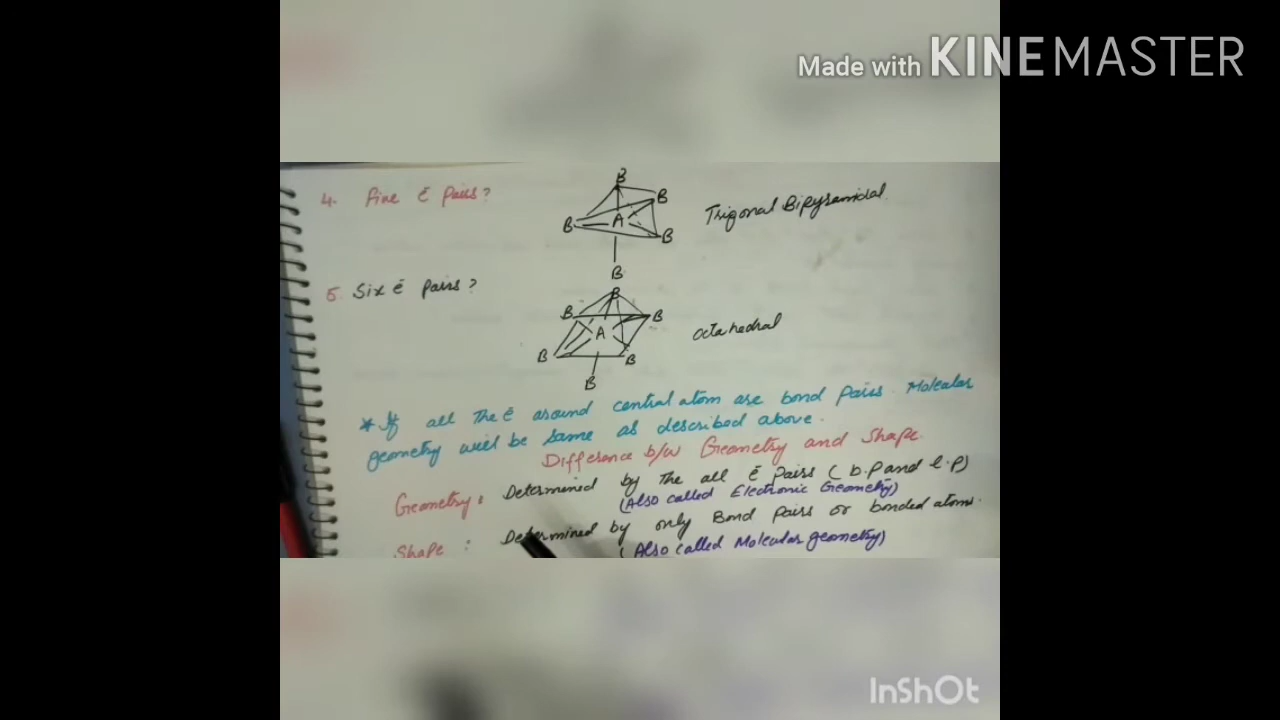 Made with KINEMASTER
4. Five ē Pairs?
B
B
B A
B
B
Trigonal Bipyramidal
5. Six ē pairs?
B
B B
A
B B
B
octahedral
* If all The ē around central atom are bond pairs Molcular
geometry will be same as described above.
Difference b/w Geometry and Shape
Geometry: Determined by The all ē Pairs (b.p and l.p)
(Also called Electronic Geometry)
Shape : Determined by only Bond Pairs or bonded atoms.
(Also called Molcular geometry)
InShOt